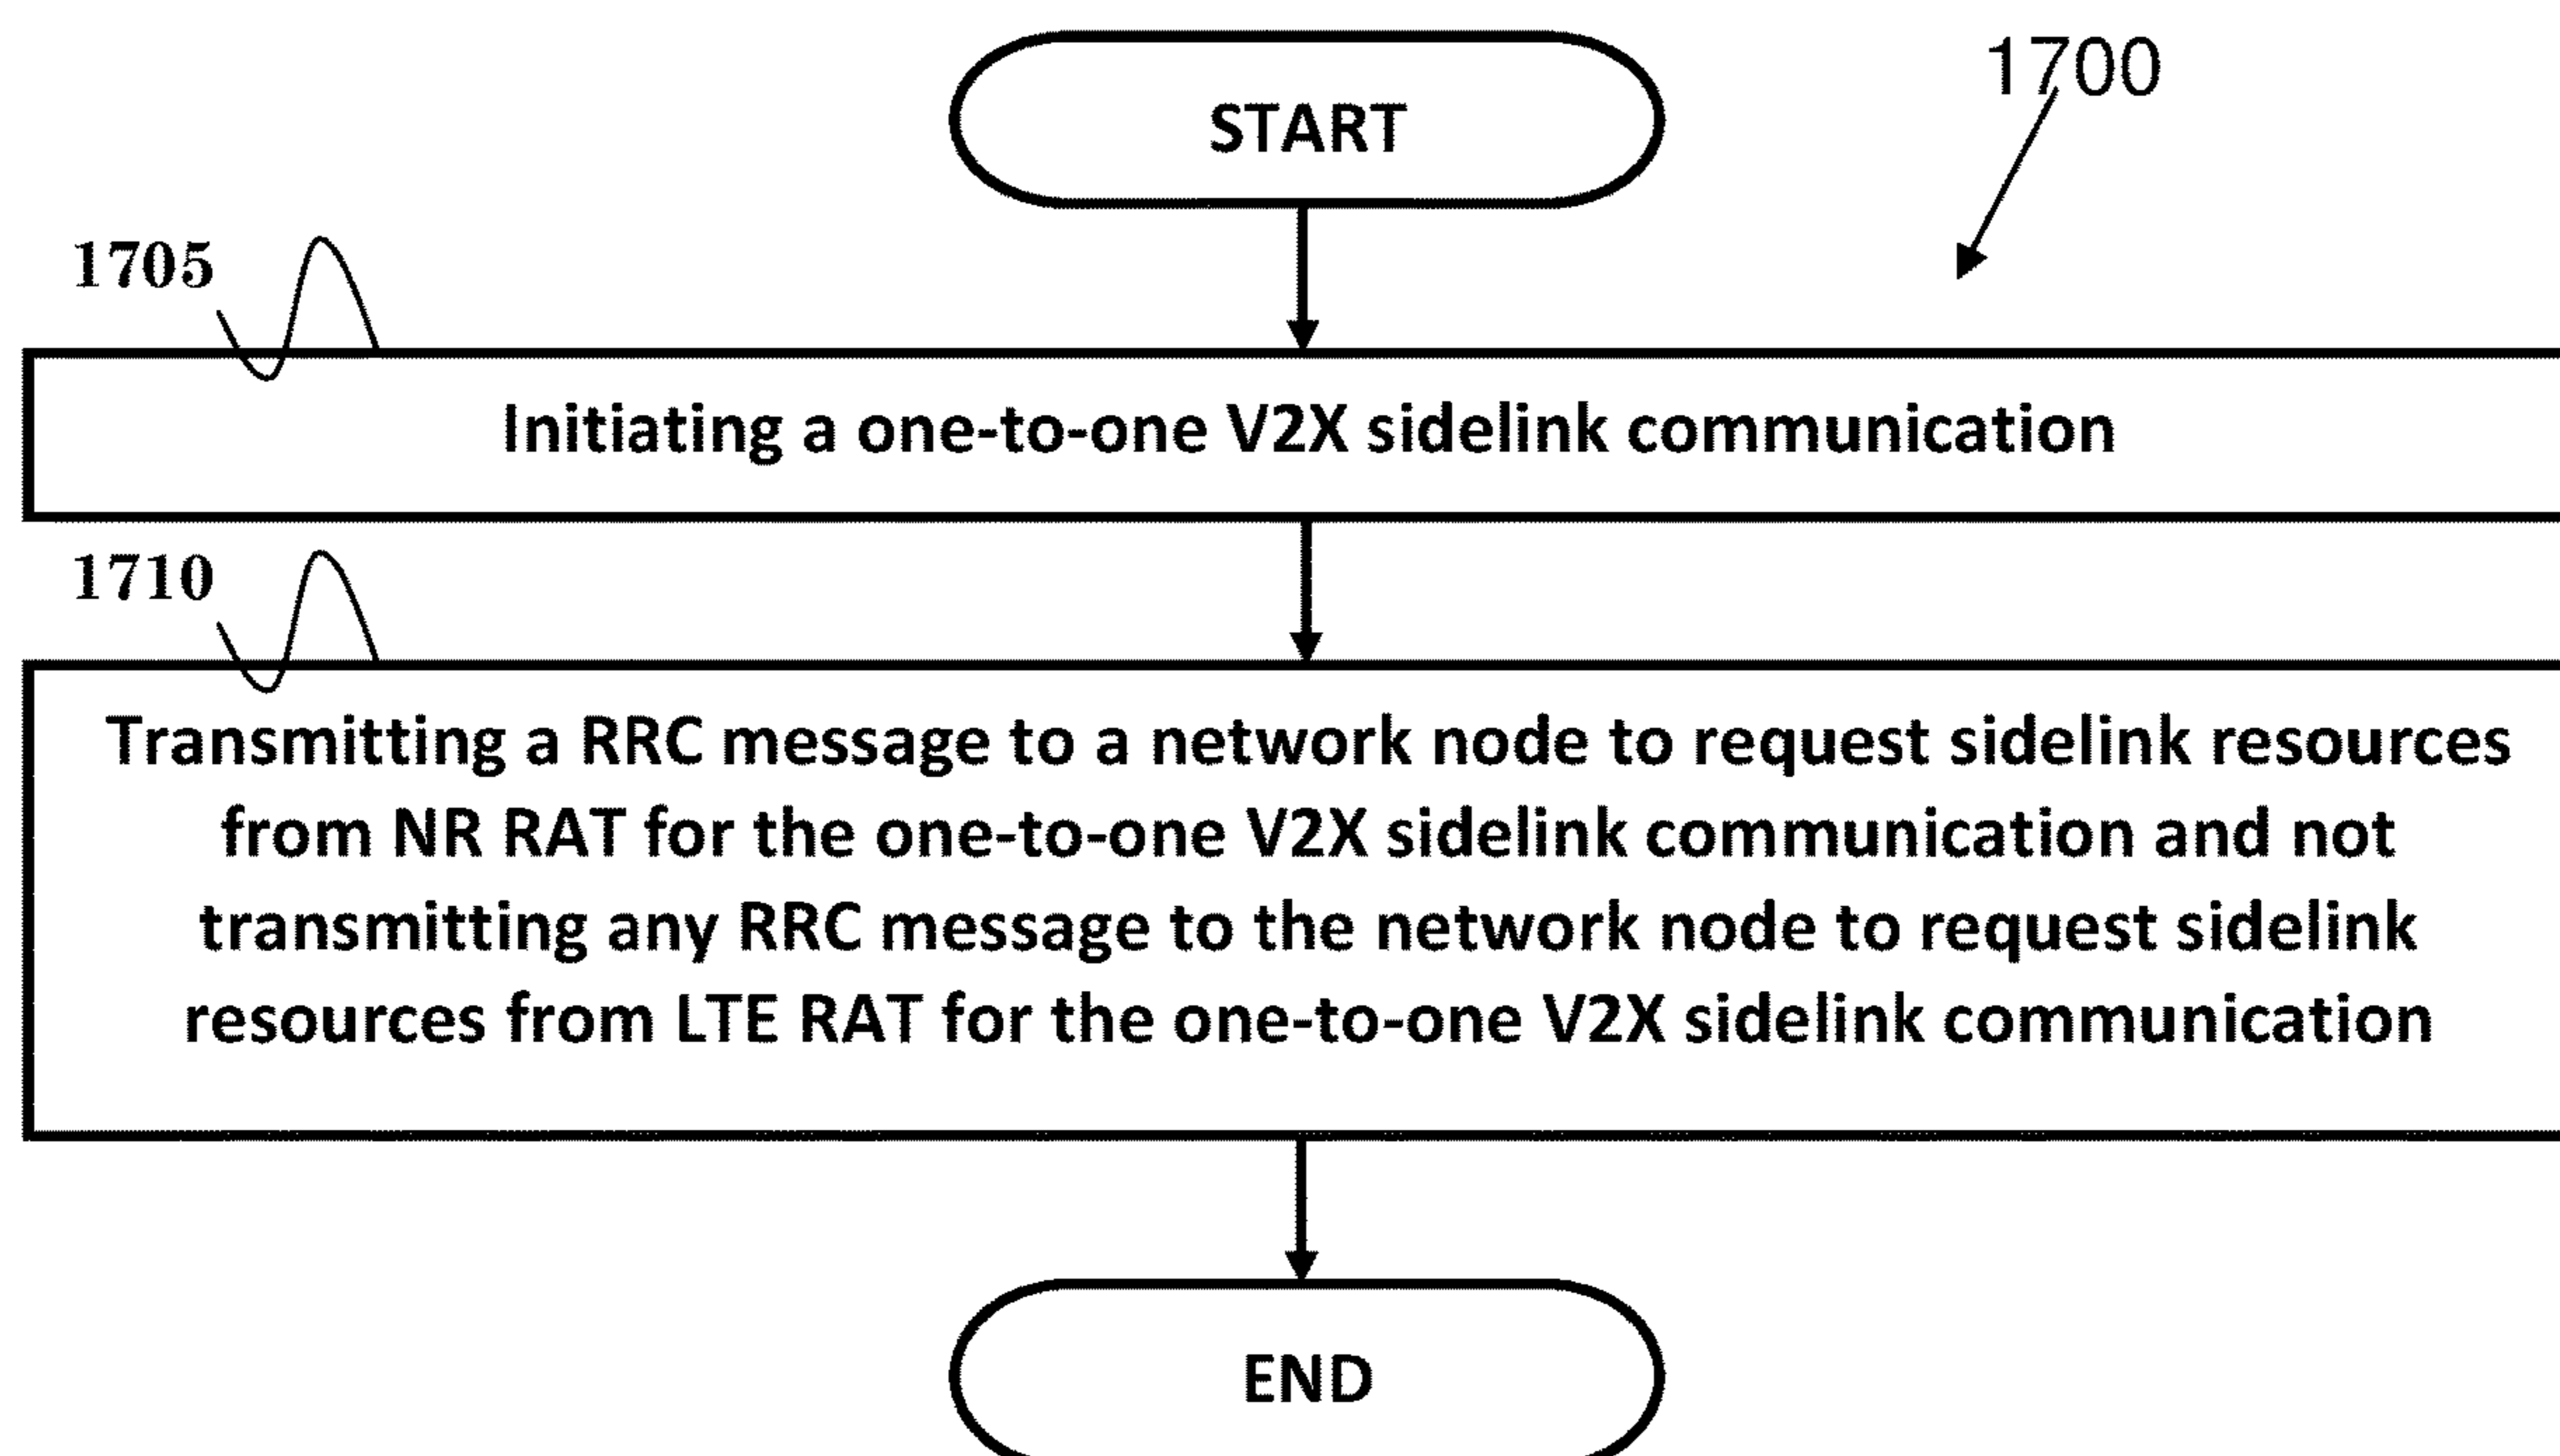 START
1700
1705
Initiating a one-to-one V2X sidelink communication
1710
Transmitting a RRC message to a network node to request sidelink resources
from NR RAT for the one-to-one V2X sidelink communication and not
transmitting any RRC message to the network node to request sidelink
resources from LTE RAT for the one-to-one V2X sidelink communication
END